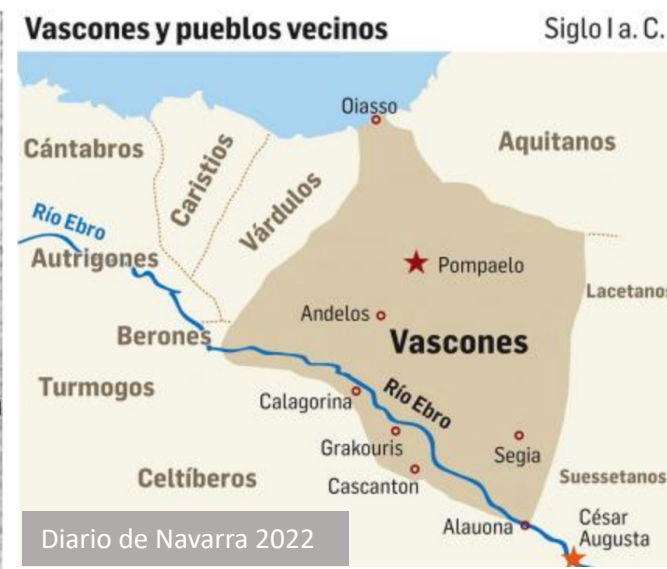 Vascones y pueblos vecinos
Siglo I a. C.
Oiasso
Cántabros
Caristios
Várdulos
Aquitanos
Río Ebro
Autrigones
Pompaelo
Lacetanos
Andelos
Berones
Vascones
Turmogos
Calagorina
Río Ebro
Grakouris
Segia
Celtíberos
Cascanton
Suessetanos
Alauona
César
Augusta
Diario de Navarra 2022